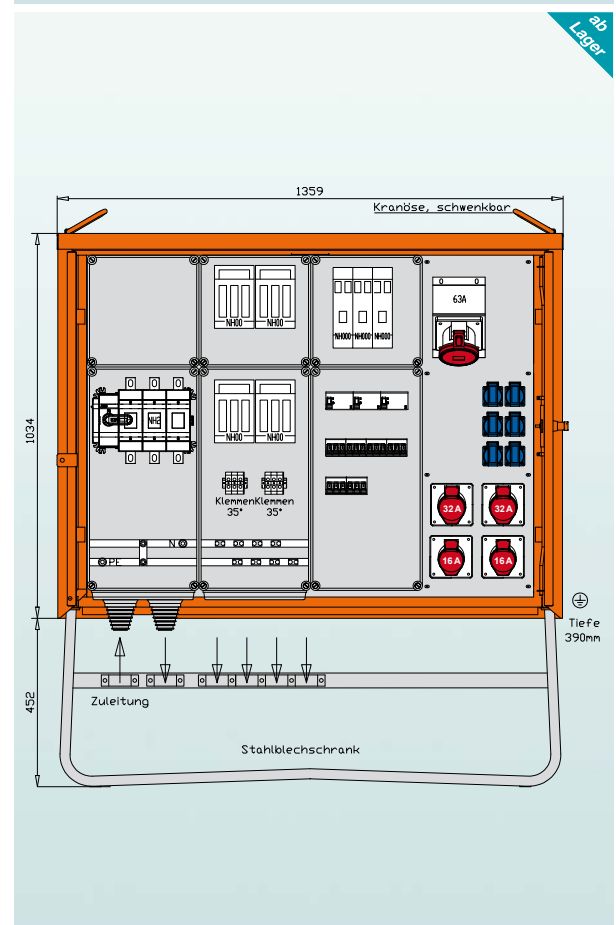 ab
Lager
1359
Kranöse, schwenkbar
63A
NH00 NH00
NH000 NH000 NH000
1034
NH2
NH00 NH00
Klemmen Klemmen
35² 35²
32A 32A
N
PE
16A 16A
Tiefe
390mm
452
Zuleitung
Stahlblechschrank